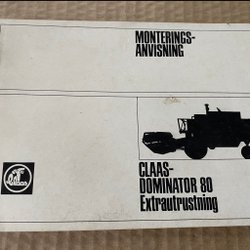 MONTERINGS-
ANVISNING
CLAAS-
DOMINATOR 80
Extrautrustning